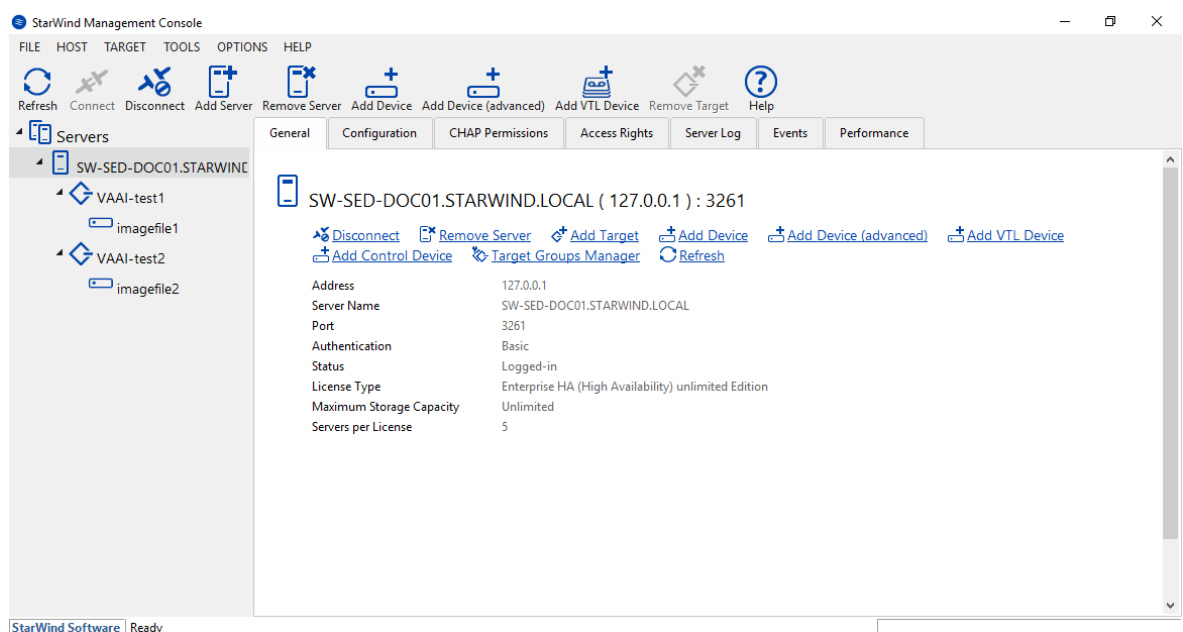 StarWind Management Console
FILE HOST TARGET TOOLS OPTIONS HELP
Refresh Connect Disconnect Add Server Remove Server Add Device Add Device (advanced) Add VTL Device Remove Target Help
Servers
SW-SED-DOC01.STARWIND
VAAI-test1
imagefile1
VAAI-test2
imagefile2
General Configuration CHAP Permissions Access Rights Server Log Events Performance
SW-SED-DOC01.STARWIND.LOCAL ( 127.0.0.1 ) : 3261
Disconnect Remove Server Add Target Add Device Add Device (advanced) Add VTL Device
Add Control Device Target Groups Manager Refresh
Address 127.0.0.1
Server Name SW-SED-DOC01.STARWIND.LOCAL
Port 3261
Authentication Basic
Status Logged-in
License Type Enterprise HA (High Availability) unlimited Edition
Maximum Storage Capacity Unlimited
Servers per License 5
StarWind Software Ready